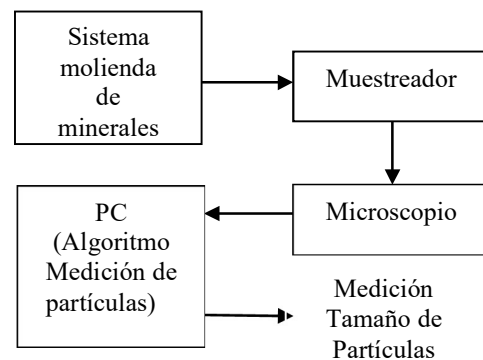 Sistema
molienda
de
minerales
Muestreador
Microscopio
PC
(Algoritmo
Medición de
partículas)
Medición
Tamaño de
Partículas